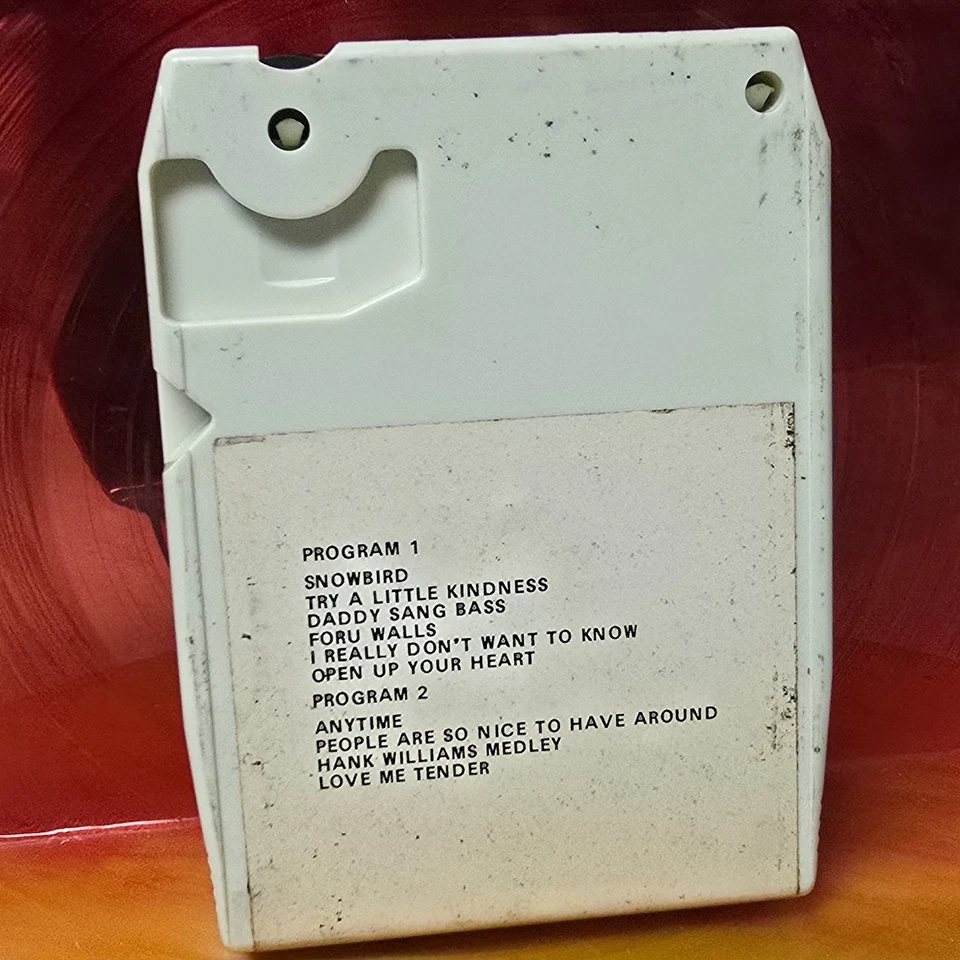 PROGRAM 1
SNOWBIRD
TRY A LITTLE KINDNESS
DADDY SANG BASS
FORU WALLS
I REALLY DON'T WANT TO KNOW
OPEN UP YOUR HEART
PROGRAM 2
ANYTIME
PEOPLE ARE SO NICE TO HAVE AROUND
HANK WILLIAMS MEDLEY
LOVE ME TENDER